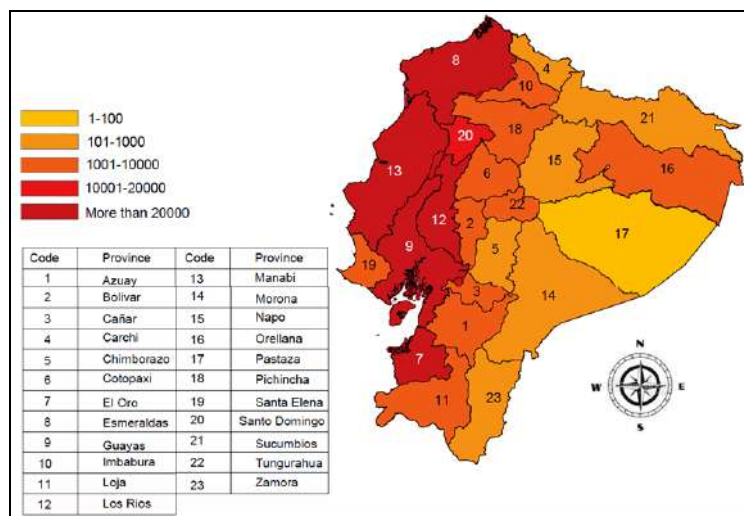 8
4
10
21
1-100
101-1000
1001-10000
10001-20000
More than 20000
18
20
15
16
13
6
12
22
2
17
9
5
19
3
14
1
7
11
23
N
W E
S
Code Province Code Province
1 Azuay 13 Manabí
2 Bolívar 14 Morona
3 Cañar 15 Napo
4 Carchi 16 Orellana
5 Chimborazo 17 Pastaza
6 Cotopaxi 18 Pichincha
7 El Oro 19 Santa Elena
8 Esmeraldas 20 Santo Domingo
9 Guayas 21 Sucumbios
10 Imbabura 22 Tungurahua
11 Loja 23 Zamora
12 Los Rios